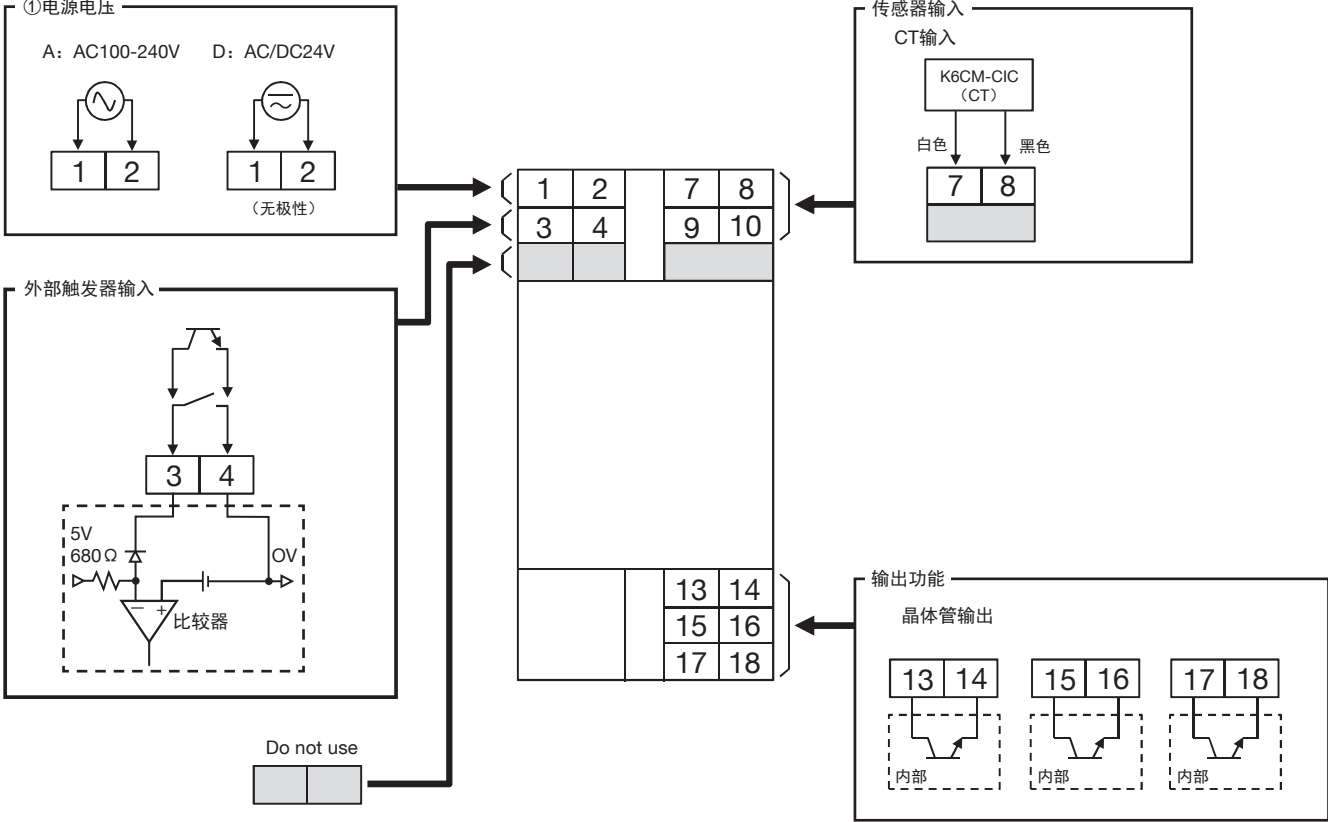 ①电源电压
A：AC100-240V D：AC/DC24V
1 2
1 2
（无极性）
外部触发器输入
3 4
5V
680Ω
0V
− +
比较器
Do not use
1 2 7 8
3 4 9 10
13 14
15 16
17 18
传感器输入
CT输入
K6CM-CIC
（CT）
白色 黑色
7 8
输出功能
晶体管输出
13 14
15 16
17 18
内部
内部
内部